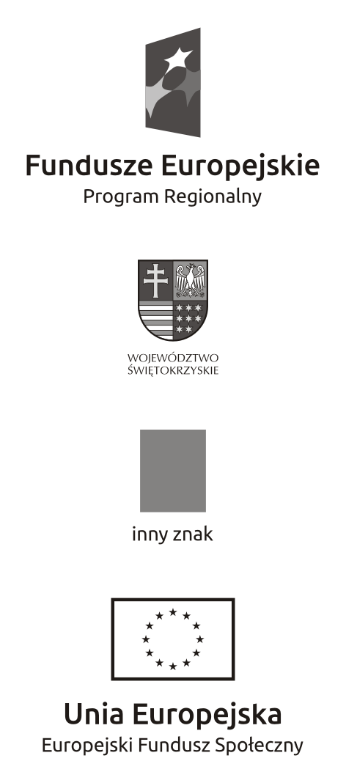 Fundusze Europejskie
Program Regionalny
WOJEWÓDZTWO
ŚWIĘTOKRZYSKIE
inny znak
Unia Europejska
Europejski Fundusz Społeczny